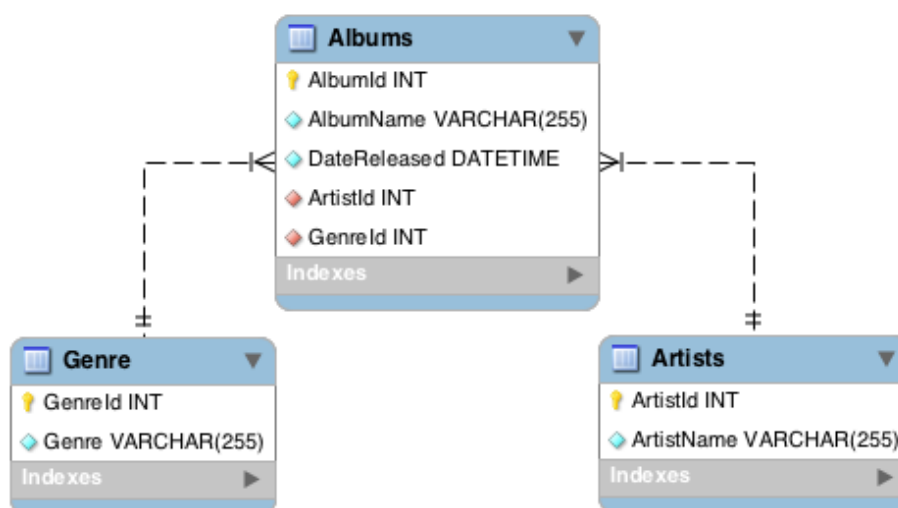 Albums
AlbumId INT
AlbumName VARCHAR(255)
DateReleased DATETIME
ArtistId INT
GenreId INT
Indexes
Genre
GenreId INT
Genre VARCHAR(255)
Indexes
Artists
ArtistId INT
ArtistName VARCHAR(255)
Indexes